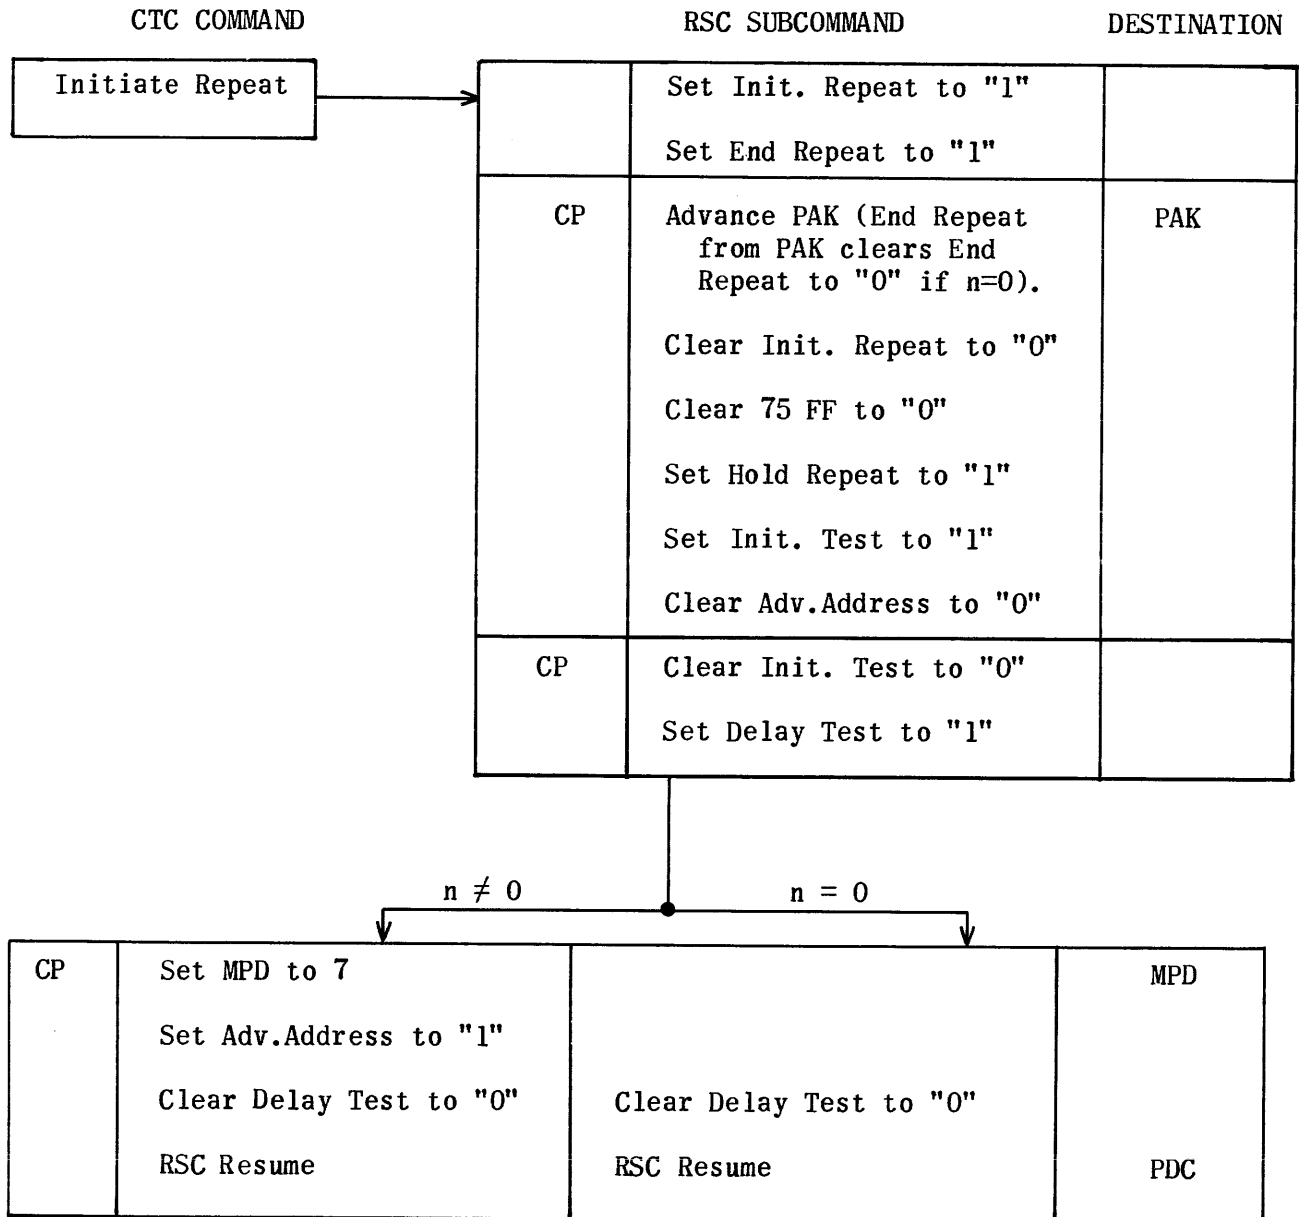 CTC COMMAND RSC SUBCOMMAND DESTINATION
Initiate Repeat
Set Init. Repeat to "1"
Set End Repeat to "1"
CP Advance PAK (End Repeat PAK
from PAK clears End
Repeat to "0" if n=0).
Clear Init. Repeat to "0"
Clear 75 FF to "0"
Set Hold Repeat to "1"
Set Init. Test to "1"
Clear Adv.Address to "0"
CP Clear Init. Test to "0"
Set Delay Test to "1"
n ≠ 0 n = 0
CP Set MPD to 7 MPD
Set Adv.Address to "1"
Clear Delay Test to "0" Clear Delay Test to "0"
RSC Resume RSC Resume PDC